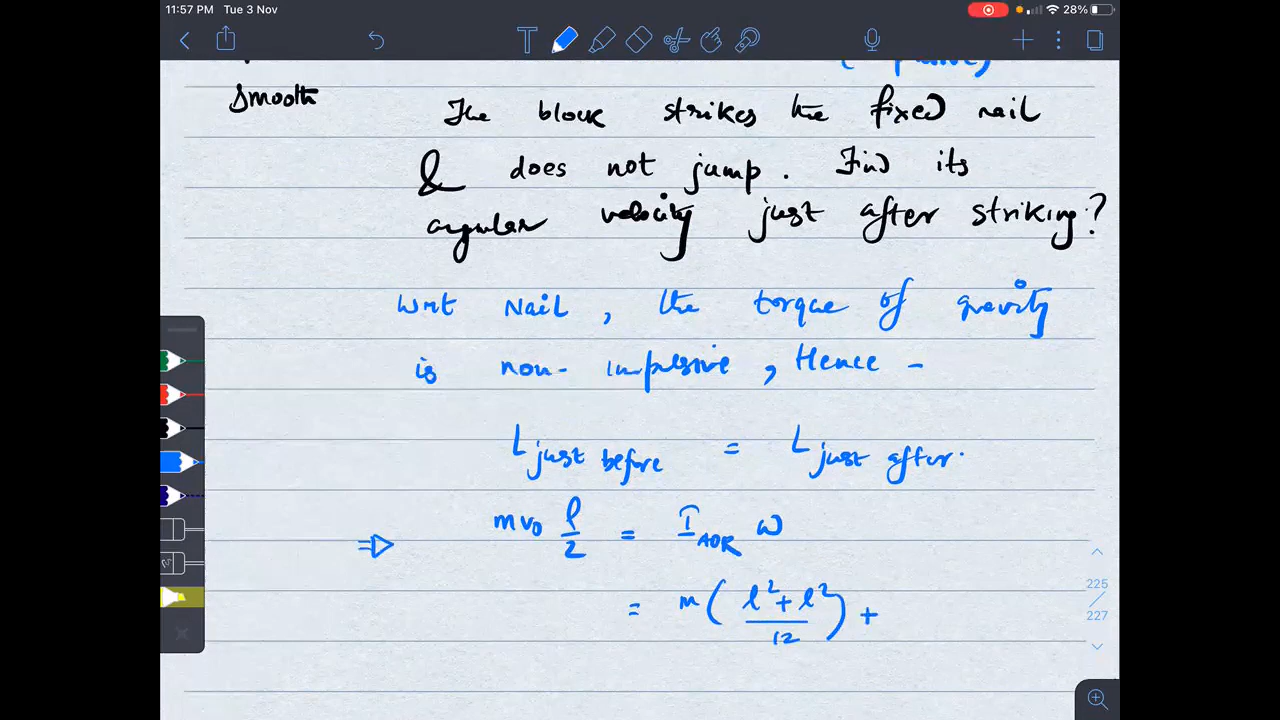 11:57 PM Tue 3 Nov
28%
Smooth
The block strikes the fixed nail
& does not jump. Find its
angular velocity just after striking?
wrt Nail, the torque of gravity
is non-impulsive, Hence -
L just before = L just after.
⇒ mv₀ l/2 = I_AOR ω
= m ( (l² + l²)/12 ) +
225
227